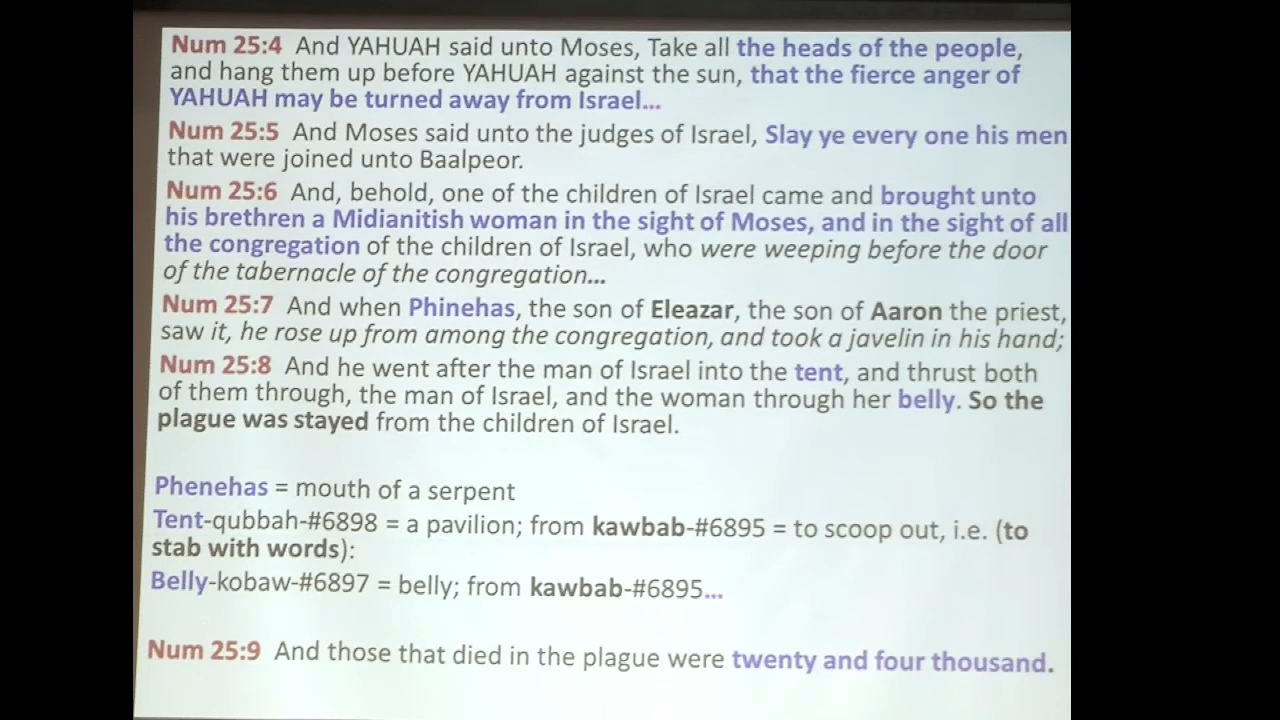 Num 25:4  And YAHUAH said unto Moses, Take all the heads of the people,
and hang them up before YAHUAH against the sun, that the fierce anger of
YAHUAH may be turned away from Israel...
Num 25:5  And Moses said unto the judges of Israel, Slay ye every one his men
that were joined unto Baalpeor.
Num 25:6  And, behold, one of the children of Israel came and brought unto
his brethren a Midianitish woman in the sight of Moses, and in the sight of all
the congregation of the children of Israel, who were weeping before the door
of the tabernacle of the congregation...
Num 25:7  And when Phinehas, the son of Eleazar, the son of Aaron the priest,
saw it, he rose up from among the congregation, and took a javelin in his hand;
Num 25:8  And he went after the man of Israel into the tent, and thrust both
of them through, the man of Israel, and the woman through her belly. So the
plague was stayed from the children of Israel.
Phenehas = mouth of a serpent
Tent-qubbah-#6898 = a pavilion; from kawbab-#6895 = to scoop out, i.e. (to
stab with words):
Belly-kobaw-#6897 = belly; from kawbab-#6895...
Num 25:9  And those that died in the plague were twenty and four thousand.